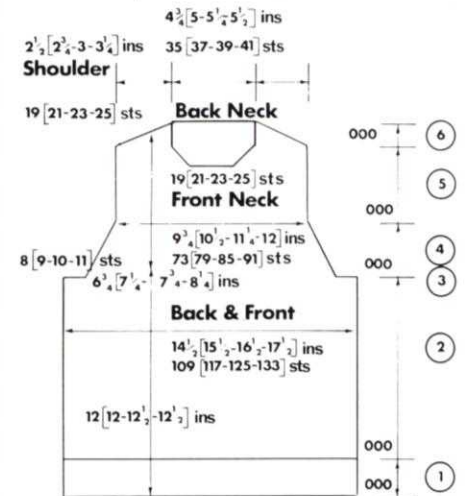 4¾[5-5¼-5½] ins
2½[2¾-3-3¼] ins 35 [37-39-41] sts
Shoulder
19 [21-23-25] sts Back Neck
000 6
19[21-23-25] sts 5
Front Neck 000
9¾[10½-11¼-12] ins 4
8 [9-10-11] sts 73[79-85-91] sts 000
6¾[7¼-7¾-8¼] ins 3
Back & Front
14½[15½-16½-17½] ins 2
109 [117-125-133] sts
12[12-12½-12½] ins
000
000 1